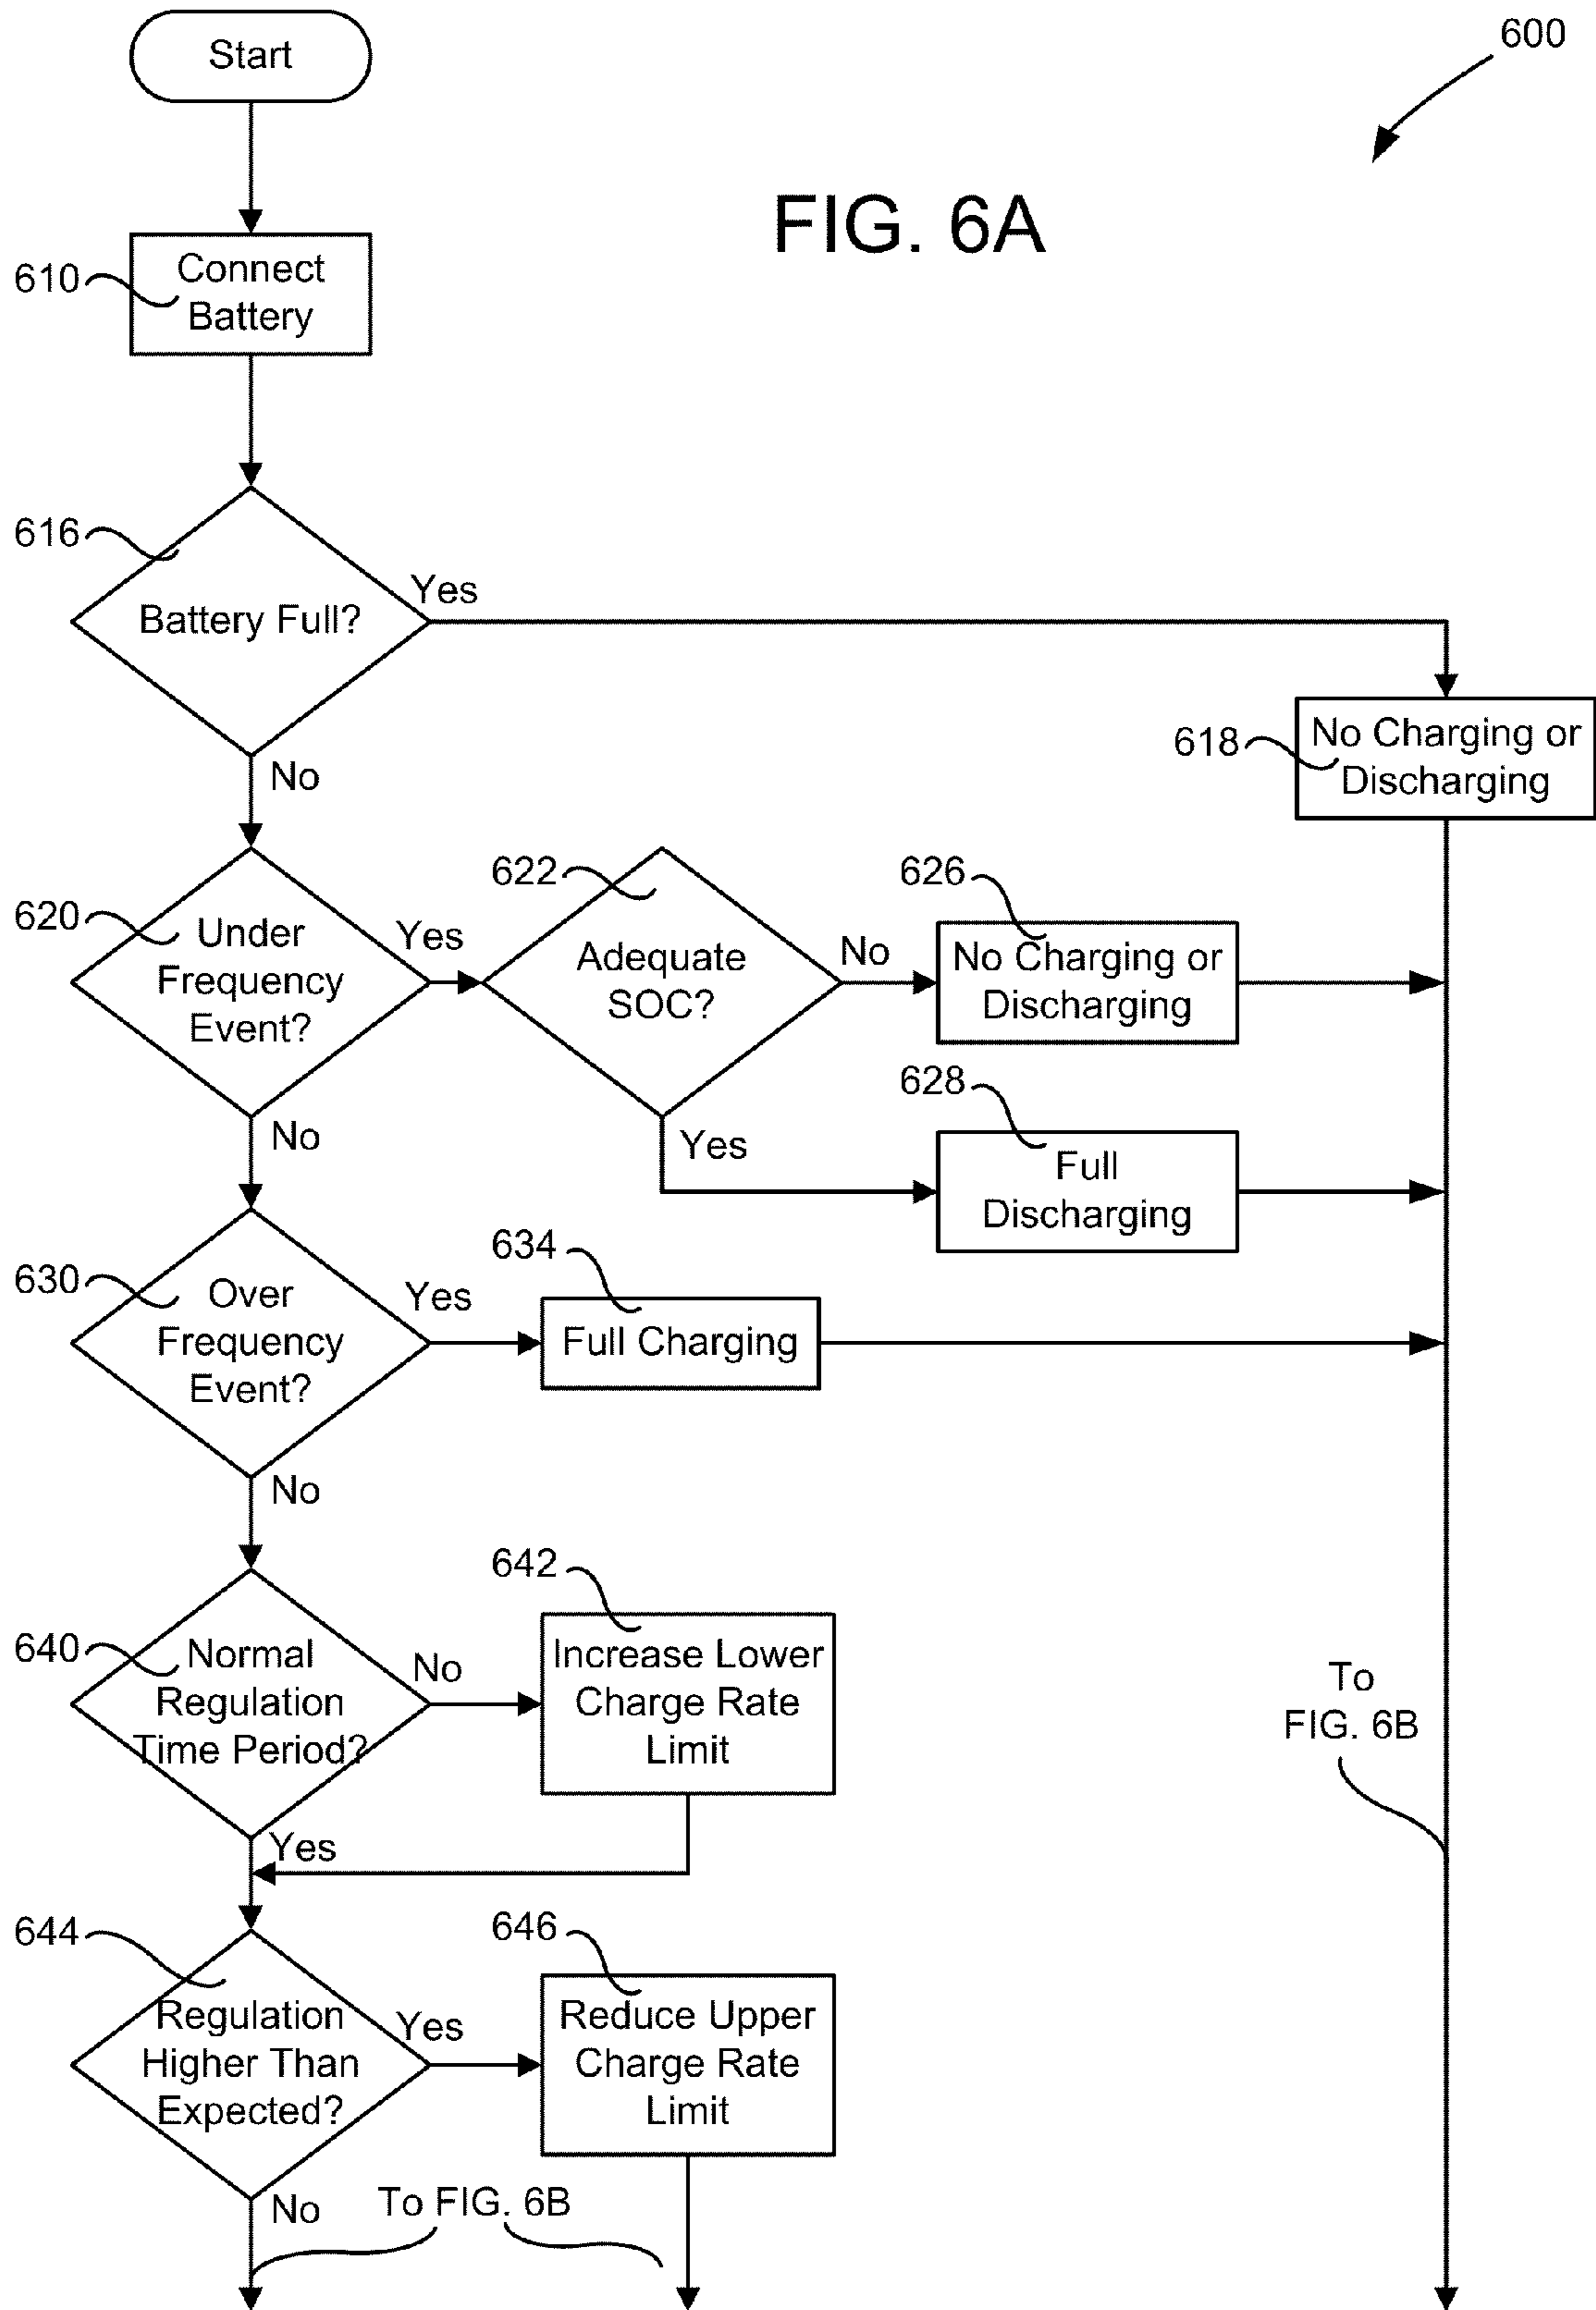 Start
600
FIG. 6A
610
Connect
Battery
616
Battery Full?
Yes
No
618
No Charging or
Discharging
620
Under
Frequency
Event?
Yes
No
622
Adequate
SOC?
No
Yes
626
No Charging or
Discharging
628
Full
Discharging
630
Over
Frequency
Event?
Yes
No
634
Full Charging
640
Normal
Regulation
Time Period?
No
Yes
642
Increase Lower
Charge Rate
Limit
To
FIG. 6B
644
Regulation
Higher Than
Expected?
Yes
No
646
Reduce Upper
Charge Rate
Limit
To FIG. 6B